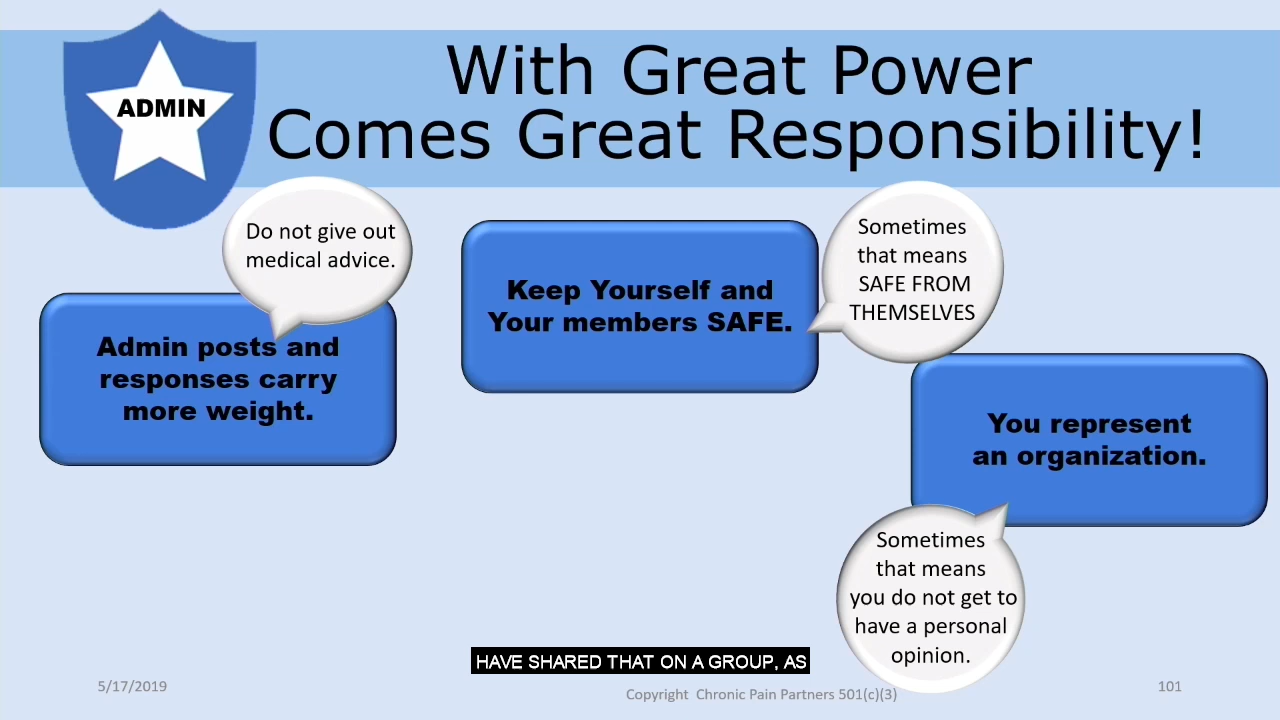 ADMIN
With Great Power
Comes Great Responsibility!
Do not give out
medical advice.
Admin posts and
responses carry
more weight.
Keep Yourself and
Your members SAFE.
Sometimes
that means
SAFE FROM
THEMSELVES
You represent
an organization.
Sometimes
that means
you do not get to
have a personal
opinion.
HAVE SHARED THAT ON A GROUP, AS
5/17/2019
Copyright Chronic Pain Partners 501(c)(3)
101